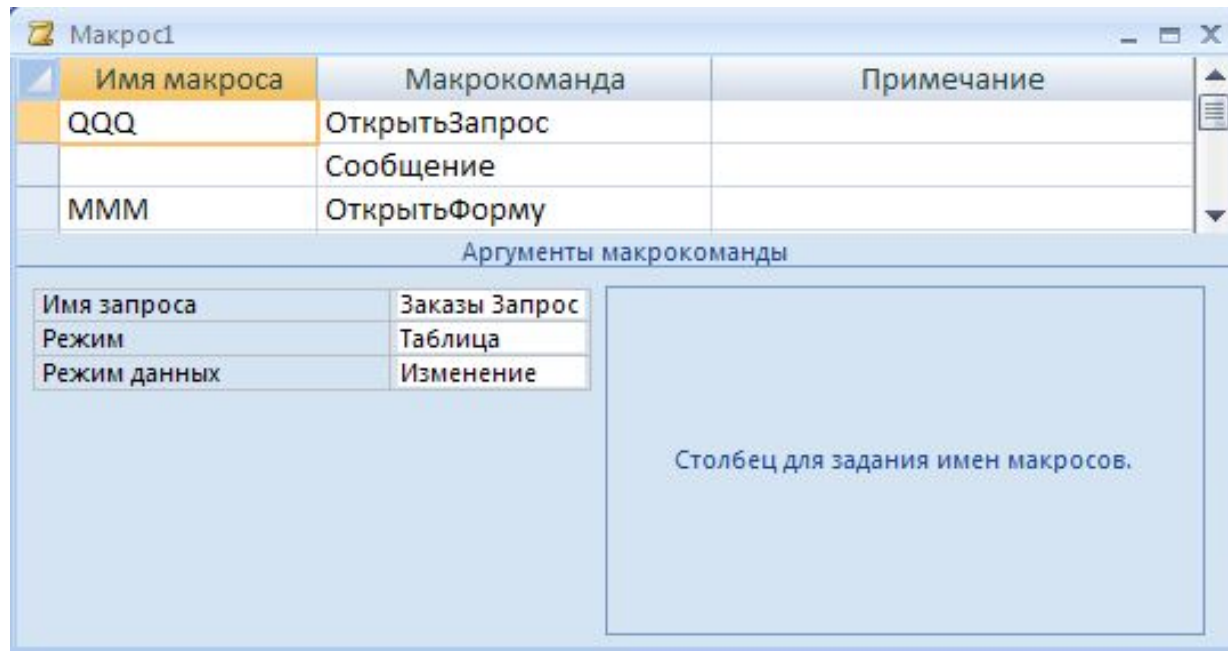 Макрос1
Имя макроса Макрокоманда Примечание
QQQ ОткрытьЗапрос
Сообщение
МММ ОткрытьФорму
Аргументы макрокоманды
Имя запроса Заказы Запрос
Режим Таблица
Режим данных Изменение
Столбец для задания имен макросов.